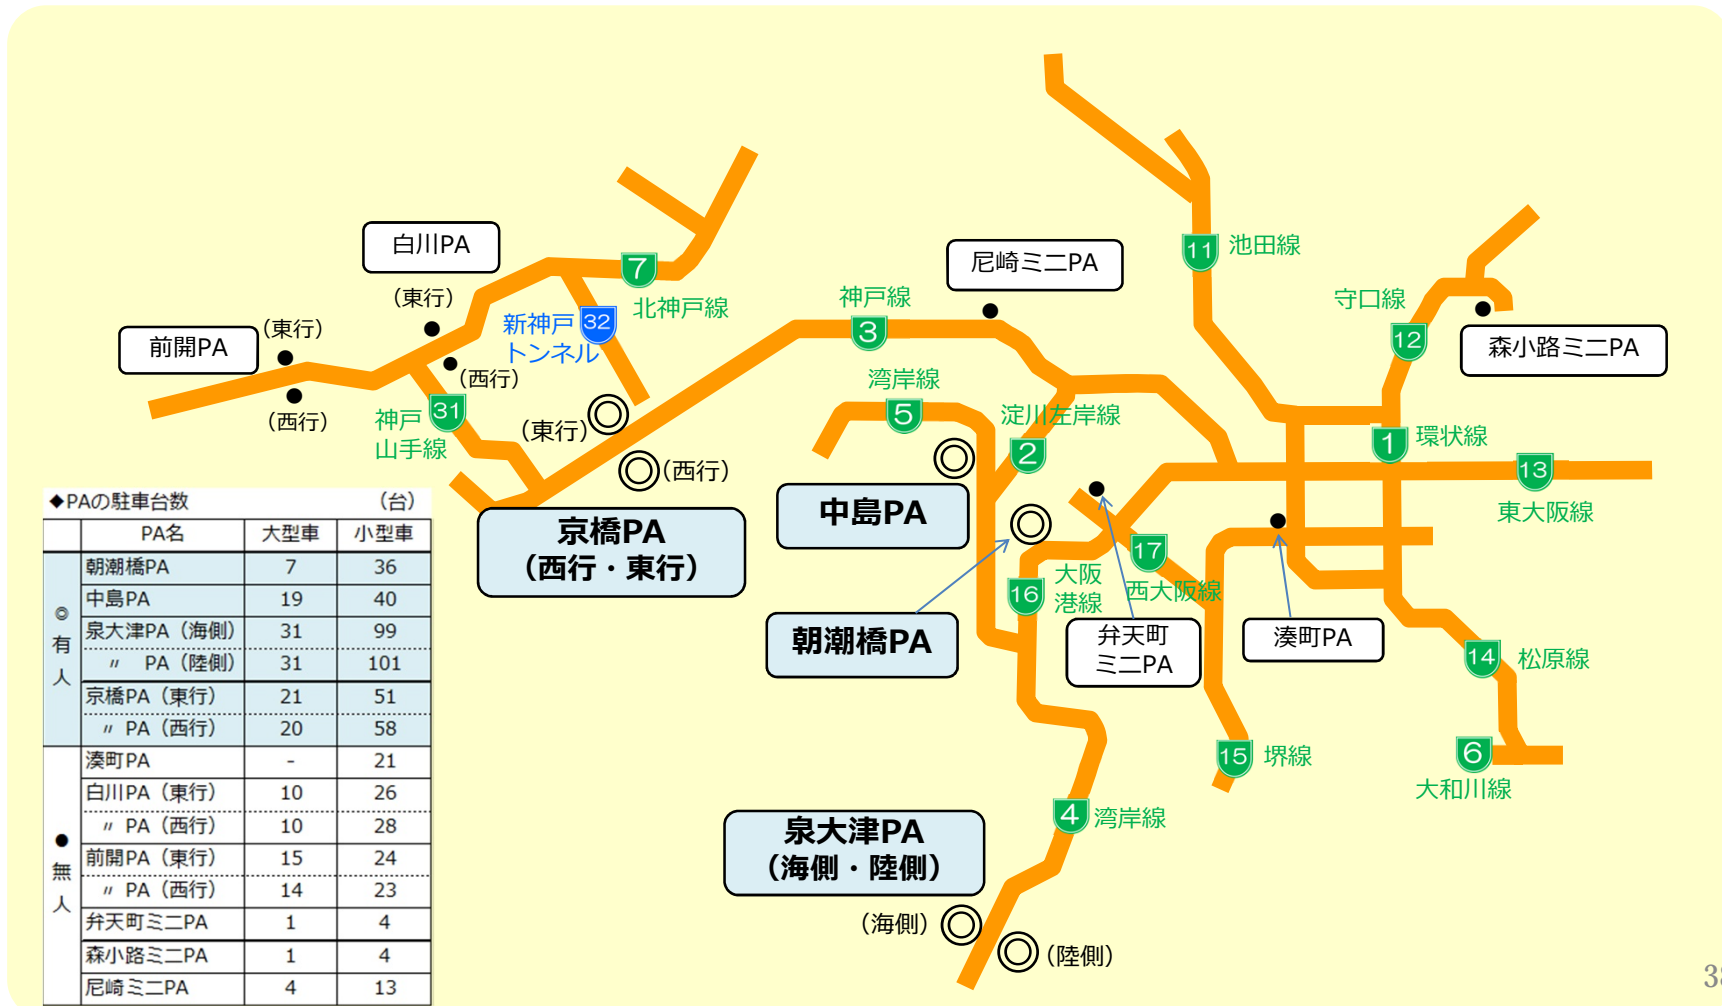 白川PA
(東行)
前開PA
(東行)
(西行)
(西行)
7
北神戸線
新神戸
トンネル
32
神戸
山手線
31
(東行)
(西行)
京橋PA
(西行・東行)
神戸線
3
尼崎ミニPA
湾岸線
5
淀川左岸線
2
中島PA
朝潮橋PA
11
池田線
守口線
12
森小路ミニPA
1
環状線
13
東大阪線
17
西大阪線
16
大阪
港線
弁天町
ミニPA
湊町PA
14
松原線
15
堺線
6
大和川線
4
湾岸線
泉大津PA
(海側・陸側)
(海側)
(陸側)
◆PAの駐車台数 (台)
PA名 大型車 小型車
◎有人
朝潮橋PA 7 36
中島PA 19 40
泉大津PA(海側) 31 99
〃 PA(陸側) 31 101
京橋PA(東行) 21 51
〃 PA(西行) 20 58
●無人
湊町PA - 21
白川PA(東行) 10 26
〃 PA(西行) 10 28
前開PA(東行) 15 24
〃 PA(西行) 14 23
弁天町ミニPA 1 4
森小路ミニPA 1 4
尼崎ミニPA 4 13